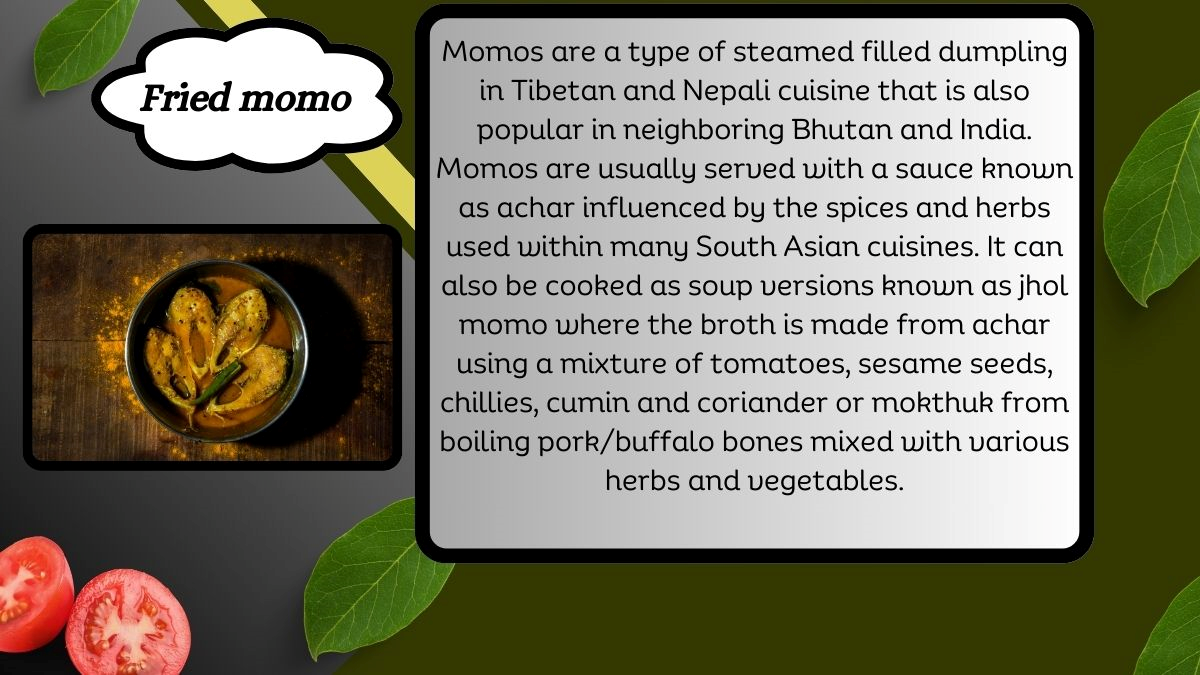 Fried momo
Momos are a type of steamed filled dumpling
in Tibetan and Nepali cuisine that is also
popular in neighboring Bhutan and India.
Momos are usually served with a sauce known
as achar influenced by the spices and herbs
used within many South Asian cuisines. It can
also be cooked as soup versions known as jhol
momo where the broth is made from achar
using a mixture of tomatoes, sesame seeds,
chillies, cumin and coriander or mokthuk from
boiling pork/buffalo bones mixed with various
herbs and vegetables.